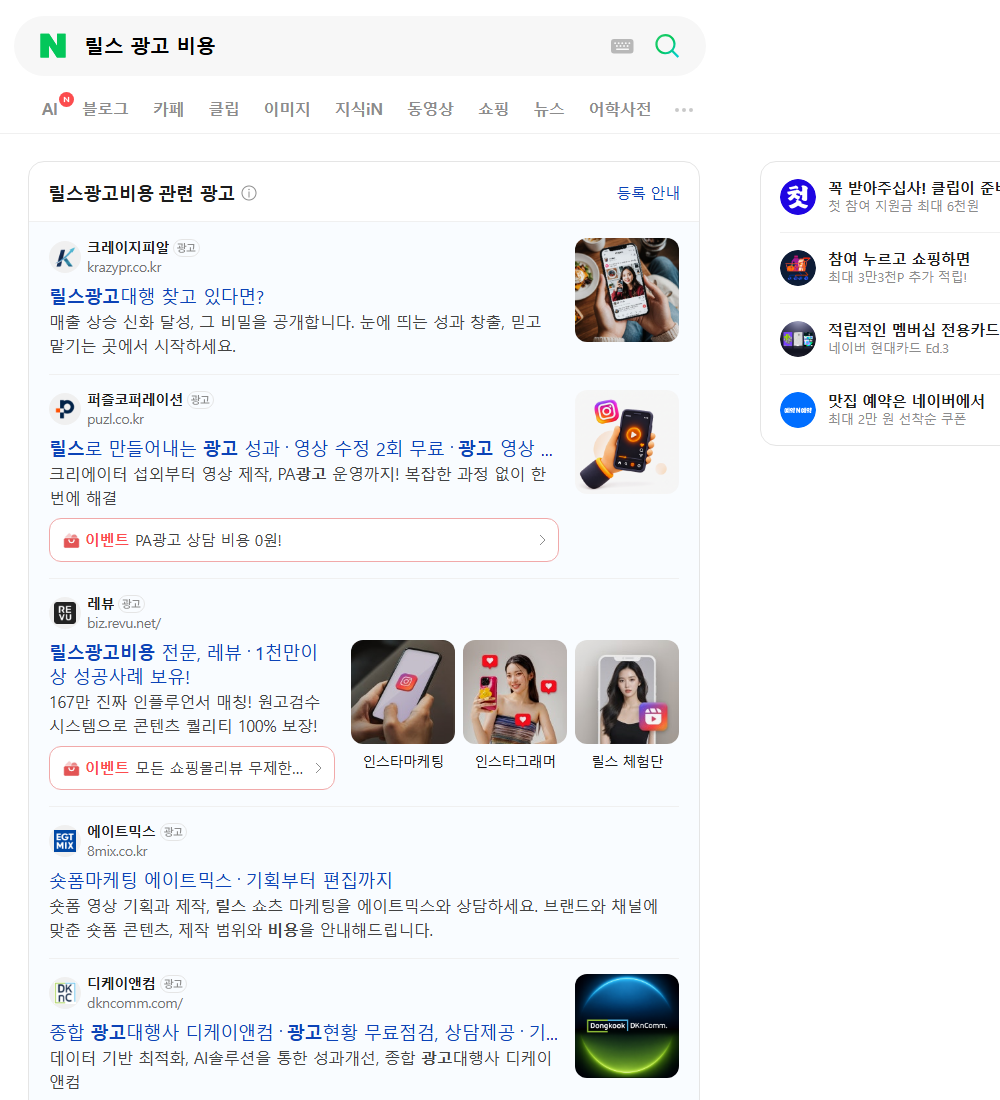 N 릴스 광고 비용
AI N 블로그 카페 클립 이미지 지식iN 동영상 쇼핑 뉴스 어학사전
릴스광고비용 관련 광고
등록 안내
크레이지피알 광고
krazypr.co.kr
릴스광고대행 찾고 있다면?
매출 상승 신화 달성, 그 비밀을 공개합니다. 눈에 띄는 성과 창출, 믿고
맡기는 곳에서 시작하세요.
퍼즐코퍼레이션 광고
puzl.co.kr
릴스로 만들어내는 광고 성과 · 영상 수정 2회 무료 · 광고 영상 ...
크리에이터 섭외부터 영상 제작, PA광고 운영까지! 복잡한 과정 없이 한
번에 해결
이벤트 PA광고 상담 비용 0원!
RE
VU
레뷰 광고
biz.revu.net/
릴스광고비용 전문, 레뷰 · 1천만이
상 성공사례 보유!
167만 진짜 인플루언서 매칭! 원고검수
시스템으로 콘텐츠 퀄리티 100% 보장!
이벤트 모든 쇼핑몰리뷰 무제한...
인스타마케팅
인스타그래머
릴스 체험단
EGT
MIX
에이트믹스 광고
8mix.co.kr
숏폼마케팅 에이트믹스 · 기획부터 편집까지
숏폼 영상 기획과 제작, 릴스 쇼츠 마케팅을 에이트믹스와 상담하세요. 브랜드와 채널에
맞춘 숏폼 콘텐츠, 제작 범위와 비용을 안내해드립니다.
DK
nC
디케이앤컴 광고
dkncomm.com/
종합 광고대행사 디케이앤컴 · 광고현황 무료점검, 상담제공 · 기...
데이터 기반 최적화, AI솔루션을 통한 성과개선, 종합 광고대행사 디케이
앤컴
Dongkook DKnComm.
첫
꼭 받아주십사! 클립이 준비
첫 참여 지원금 최대 6천원
참여 누르고 쇼핑하면
최대 3만3천P 추가 적립!
적립적인 멤버십 전용카드
네이버 현대카드 Ed.3
예약N예약
맛집 예약은 네이버에서
최대 2만 원 선착순 쿠폰